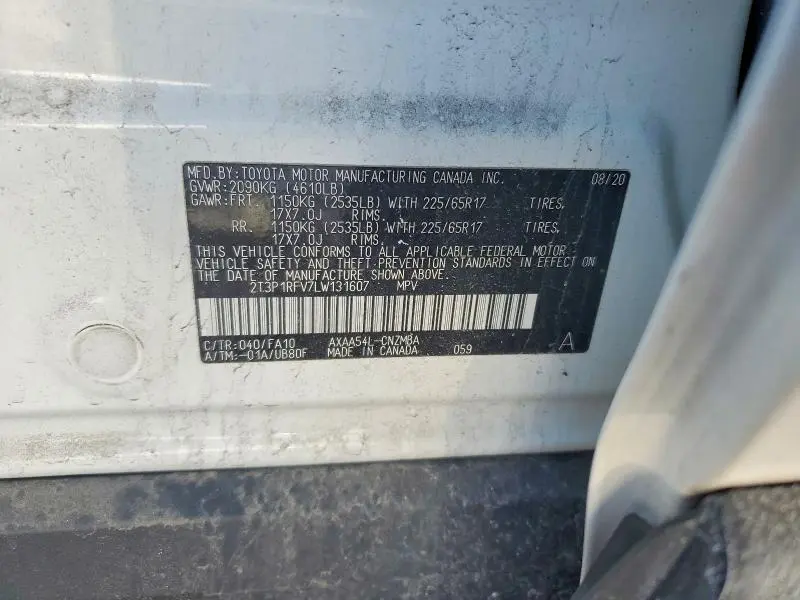 MFD.BY:TOYOTA MOTOR MANUFACTURING CANADA INC. 08/20
GVWR:2090KG (4610LB)
GAWR:FRT. 1150KG (2535LB) WITH 225/65R17 TIRES,
17X7.0J RIMS,
RR. 1150KG (2535LB) WITH 225/65R17 TIRES,
17X7.0J RIMS.
THIS VEHICLE CONFORMS TO ALL APPLICABLE FEDERAL MOTOR
VEHICLE SAFETY AND THEFT PREVENTION STANDARDS IN EFFECT ON
THE DATE OF MANUFACTURE SHOWN ABOVE.
2T3P1RFV7LW131607 MPV
C/TR:040/FA10 AXAA54L-CNZMBA
A/TM:-01A/UB80F MADE IN CANADA 059 A